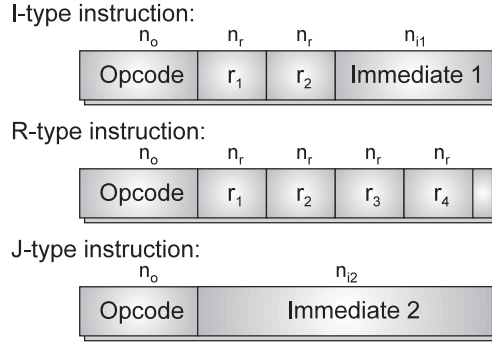 I-type instruction:
n_o n_r n_r n_i1
Opcode r_1 r_2 Immediate 1
R-type instruction:
n_o n_r n_r n_r n_r
Opcode r_1 r_2 r_3 r_4
J-type instruction:
n_o n_i2
Opcode Immediate 2